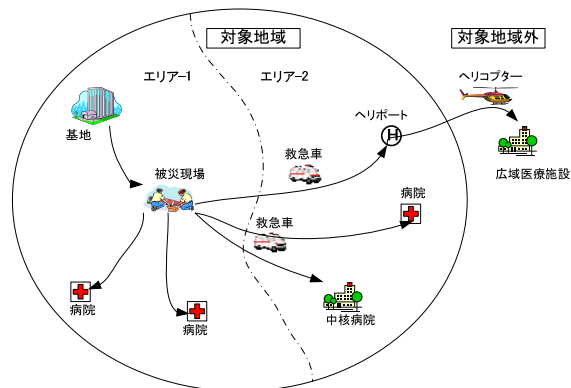 対象地域
対象地域外
エリア-1
エリア-2
ヘリコプター
基地
ヘリポート
H
広域医療施設
救急車
被災現場
病院
救急車
病院
病院
中核病院